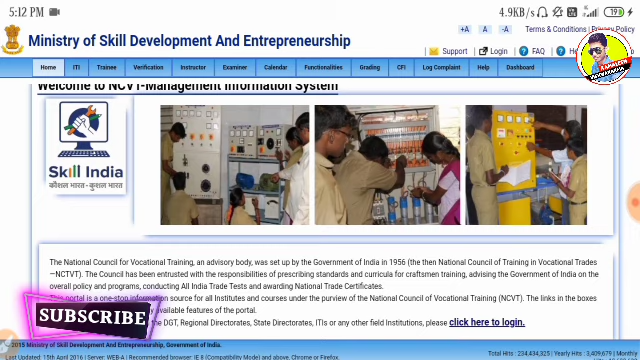 5:12 PM
4.9KB/s
19
+A A -A Terms & Conditions | Privacy Policy
Ministry of Skill Development And Entrepreneurship
Support Login FAQ
Home ITI Trainee Verification Instructor Examiner Calendar Functionalities Grading CFI Log Complaint Help Dashboard
Welcome to NCVT-Management Information System
Skill India
कौशल भारत-कुशल भारत
The National Council for Vocational Training, an advisory body, was set up by the Government of India in 1956 (the then National Council of Training in Vocational Trades
–NCTVT). The Council has been entrusted with the responsibilities of prescribing standards and curricula for craftsmen training, advising the Government of India on the
overall policy and programs, conducting All India Trade Tests and awarding National Trade Certificates.
This portal is a one-stop information source for all Institutes and courses under the purview of the National Council of Vocational Training (NCVT). The links in the boxes
available features of the portal.
the DGT, Regional Directorates, State Directorates, ITIs or any other field Institutions, please click here to login.
SUBSCRIBE
©2015 Ministry of Skill Development And Entrepreneurship, Government of India.
Last Updated: 15th April 2016 | Server: WEB-A | Recommended browser: IE 8 (Compatibility Mode) and above, Chrome or Firefox.
Total Hits : 234,434,325 | Yearly Hits : 3,409,679 | Monthly